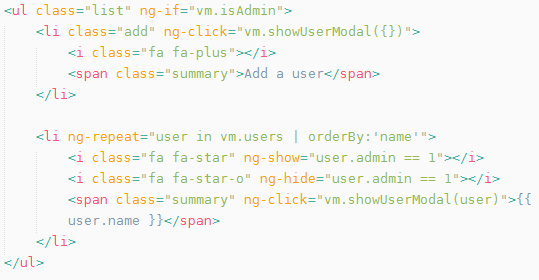 <ul class="list" ng-if="vm.isAdmin">
    <li class="add" ng-click="vm.showUserModal({})">
        <i class="fa fa-plus"></i>
        <span class="summary">Add a user</span>
    </li>

    <li ng-repeat="user in vm.users | orderBy:'name'">
        <i class="fa fa-star" ng-show="user.admin == 1"></i>
        <i class="fa fa-star-o" ng-hide="user.admin == 1"></i>
        <span class="summary" ng-click="vm.showUserModal(user)">{{
        user.name }}</span>
    </li>
</ul>